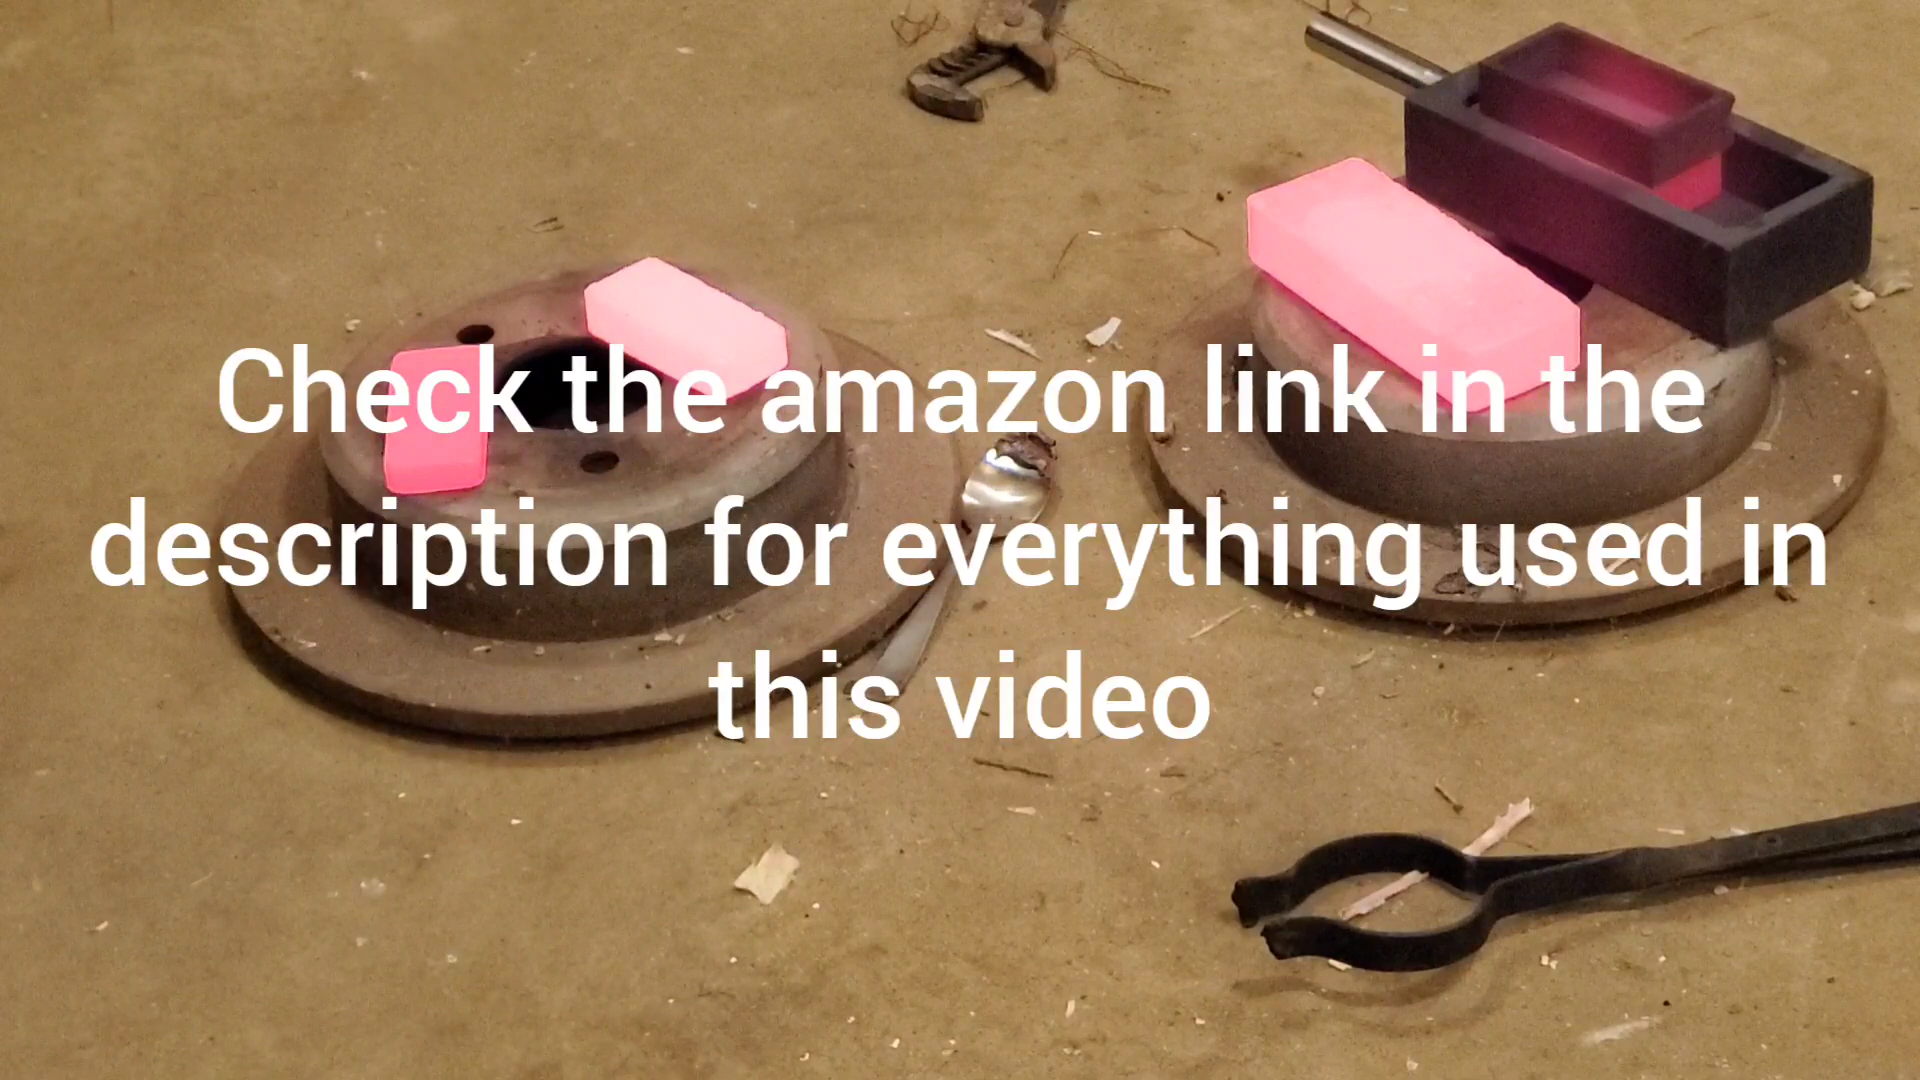 Check the amazon link in the
description for everything used in
this video